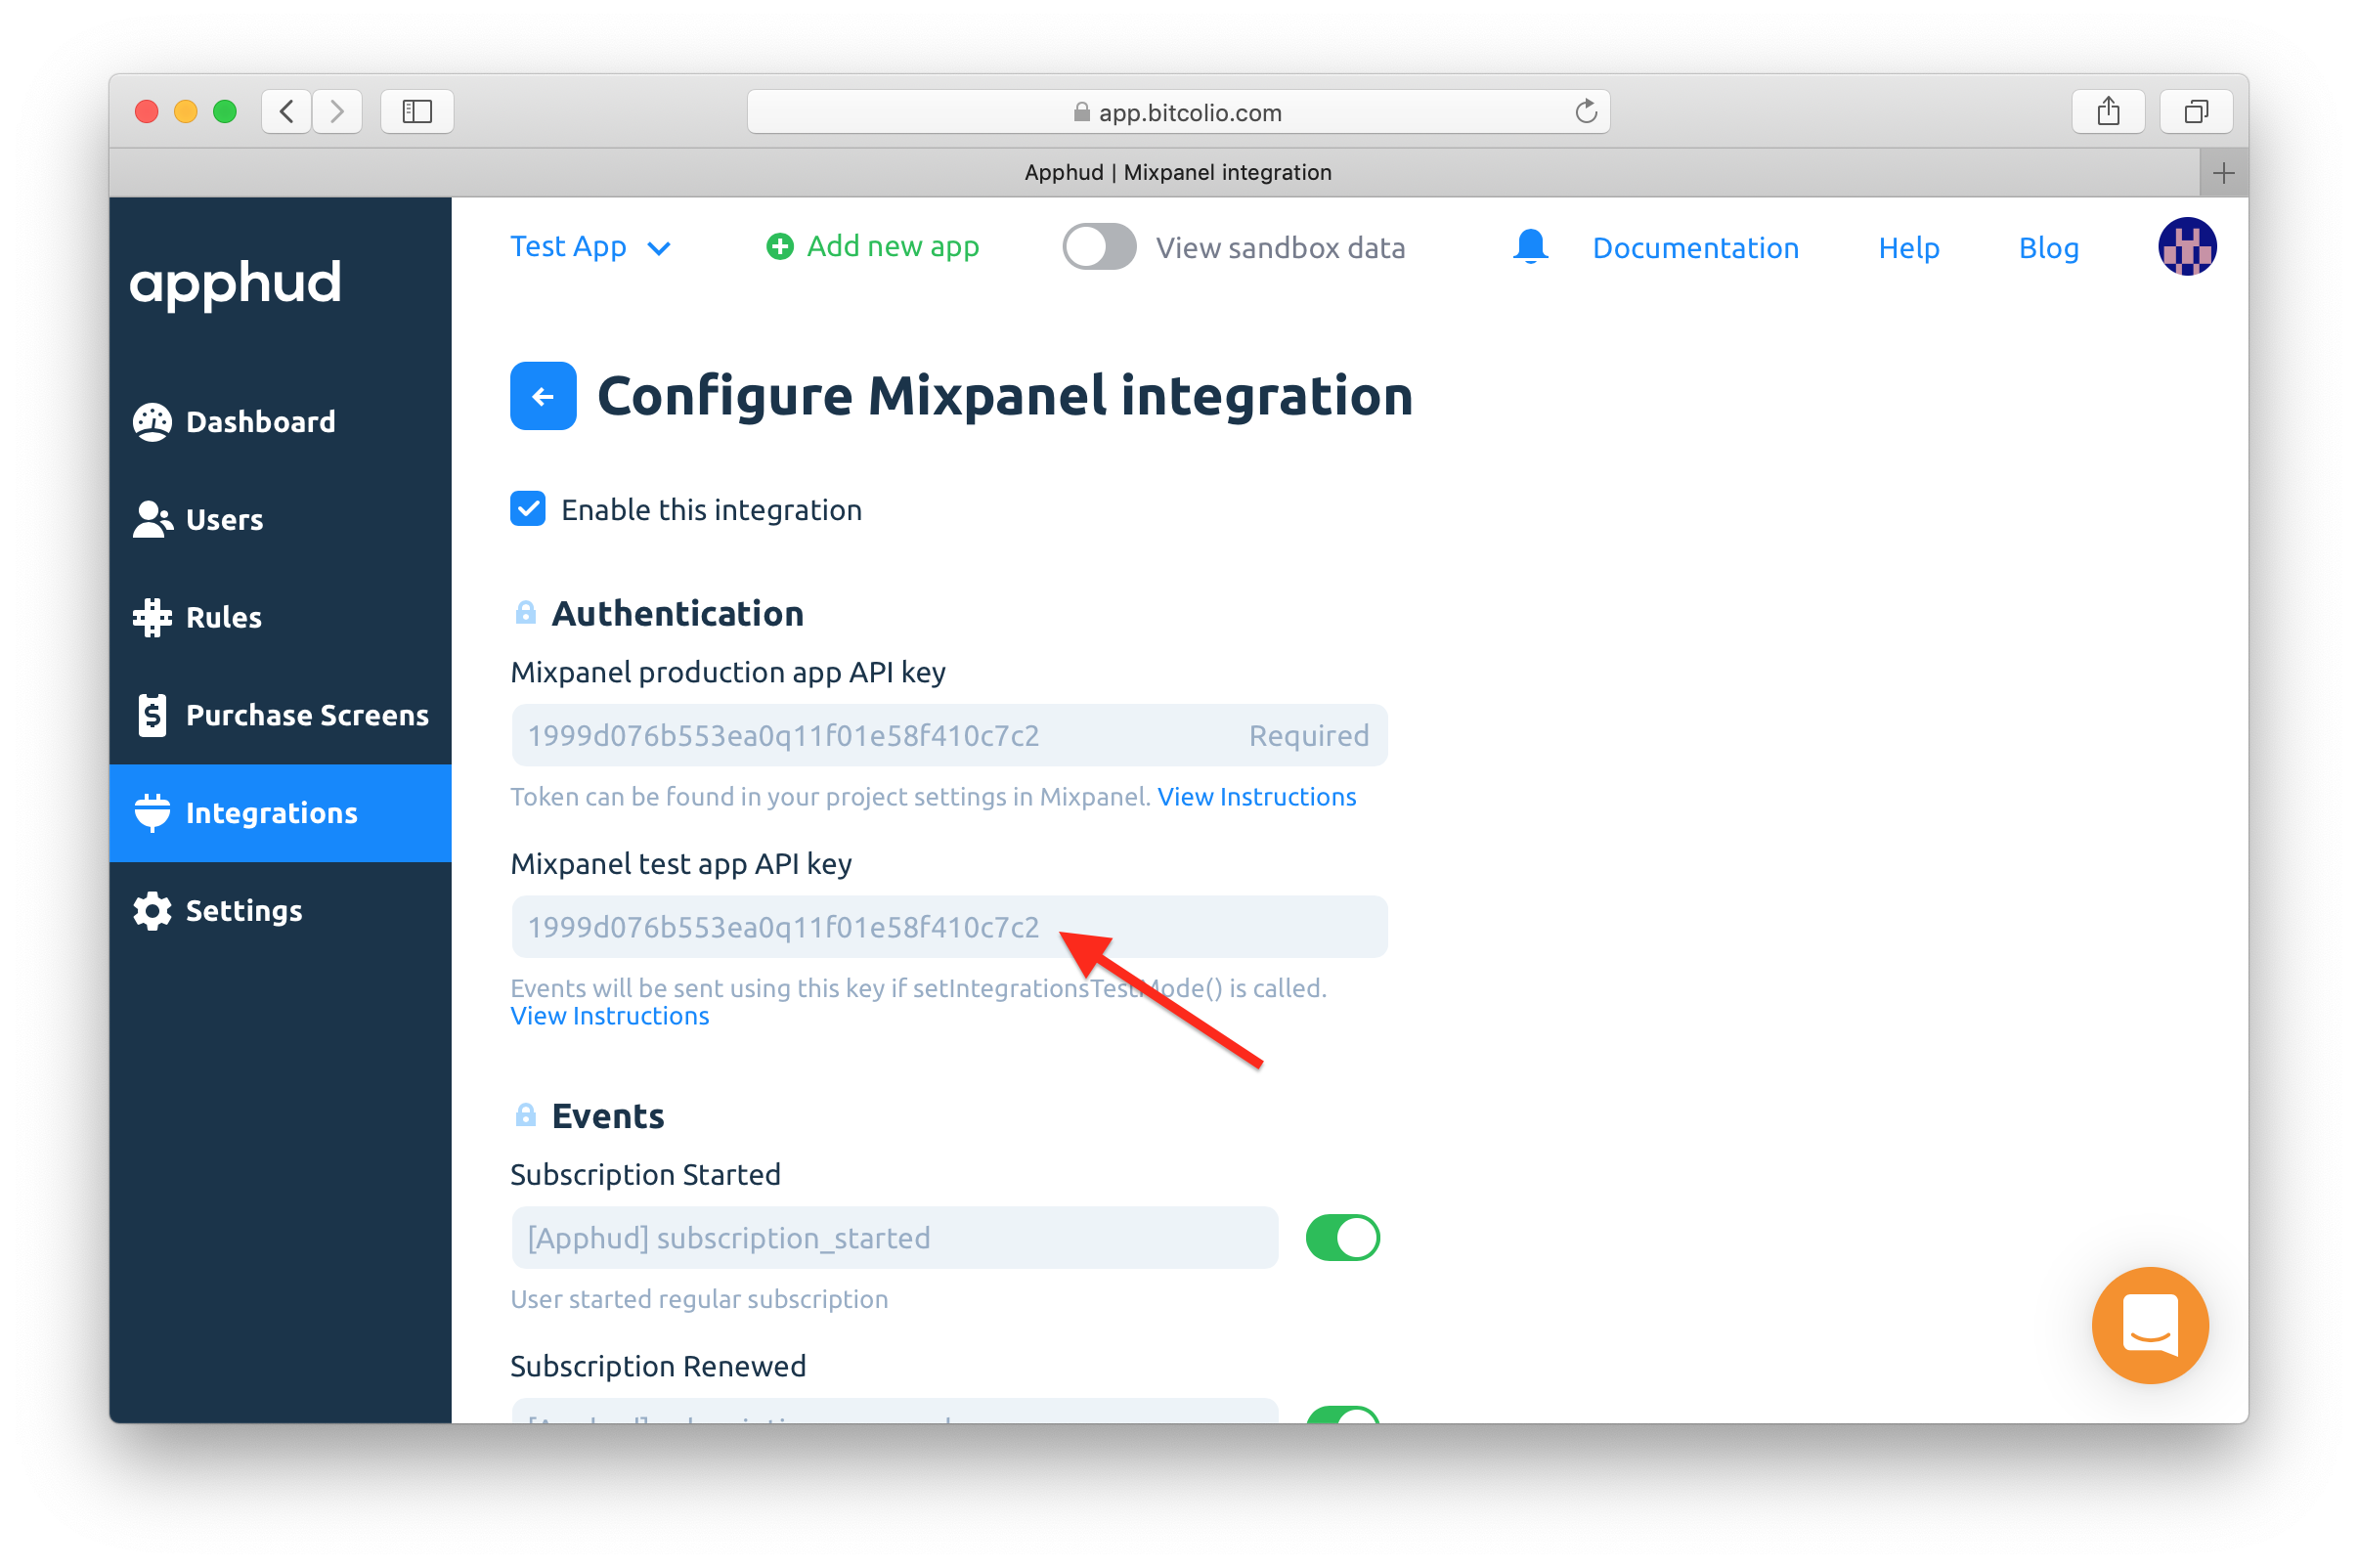 app.bitcolio.com
Apphud | Mixpanel integration
apphud
Test App
Add new app
View sandbox data
Documentation
Help
Blog
Dashboard
Users
Rules
Purchase Screens
Integrations
Settings
Configure Mixpanel integration
Enable this integration
Authentication
Mixpanel production app API key
1999d076b553ea0q11f01e58f410c7c2 Required
Token can be found in your project settings in Mixpanel. View Instructions
Mixpanel test app API key
1999d076b553ea0q11f01e58f410c7c2
Events will be sent using this key if setIntegrationsTestMode() is called.
View Instructions
Events
Subscription Started
[Apphud] subscription_started
User started regular subscription
Subscription Renewed